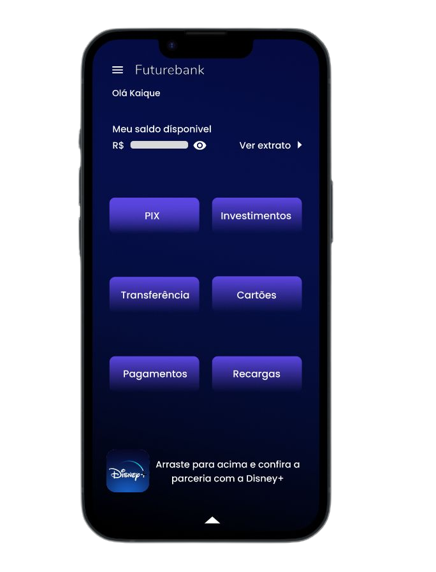 Futurebank
Olá Kaique
Meu saldo disponível
R$ Ver extrato
PIX Investimentos
Transferência Cartões
Pagamentos Recargas
Disney+
Arraste para acima e confira a
parceria com a Disney+